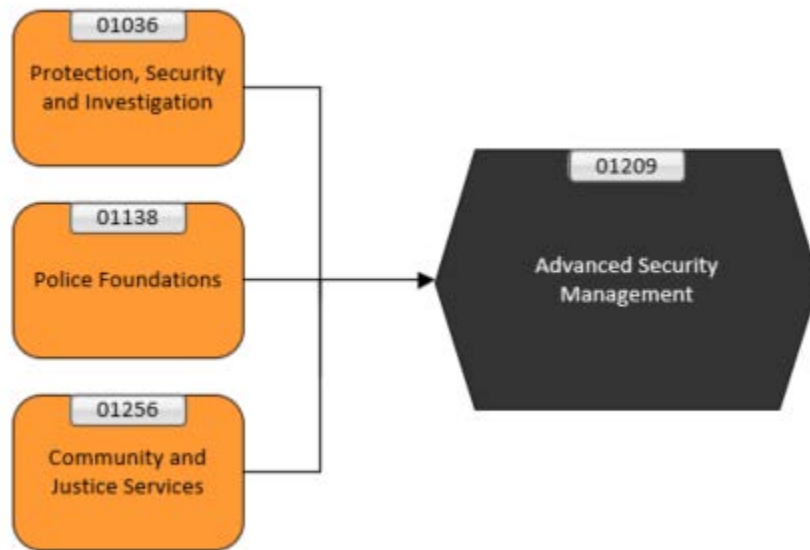 01036
Protection, Security
and Investigation
01138
Police Foundations
01256
Community and
Justice Services
01209
Advanced Security
Management